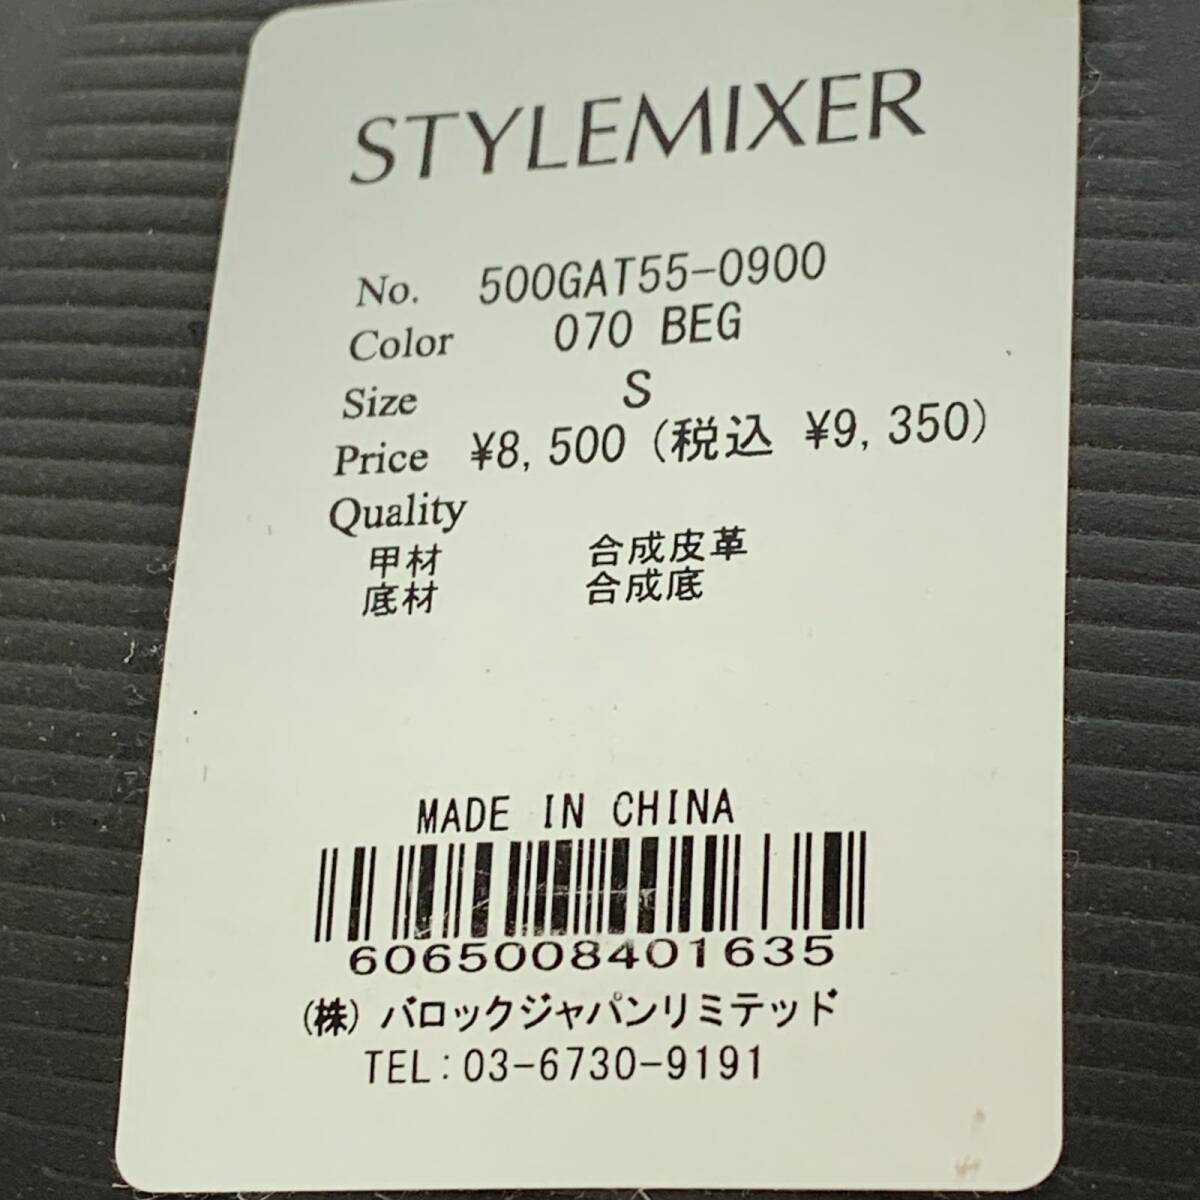 STYLEMIXER
No. 500GAT55-0900
Color 070 BEG
Size S
Price ¥8,500 (税込 ¥9,350)
Quality
甲材 合成皮革
底材 合成底
MADE IN CHINA
6065008401635
(株)バロックジャパンリミテッド
TEL:03-6730-9191